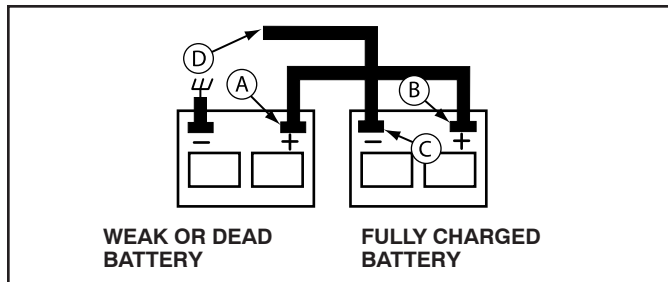 D
A
B
C
− + − +
WEAK OR DEAD
BATTERY
FULLY CHARGED
BATTERY